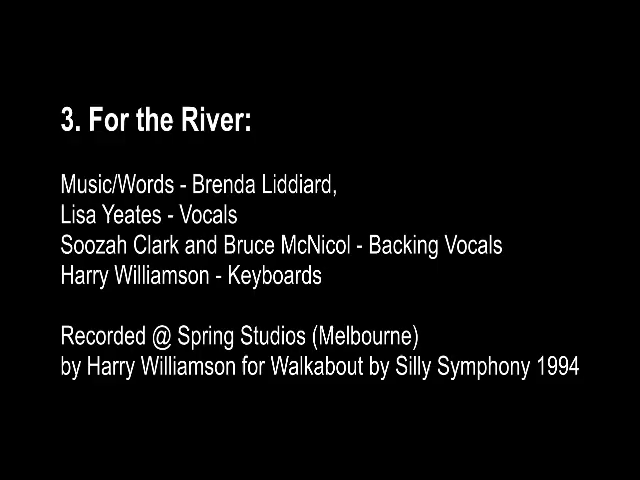 3. For the River:
Music/Words - Brenda Liddiard,
Lisa Yeates - Vocals
Soozah Clark and Bruce McNicol - Backing Vocals
Harry Williamson - Keyboards
Recorded @ Spring Studios (Melbourne)
by Harry Williamson for Walkabout by Silly Symphony 1994